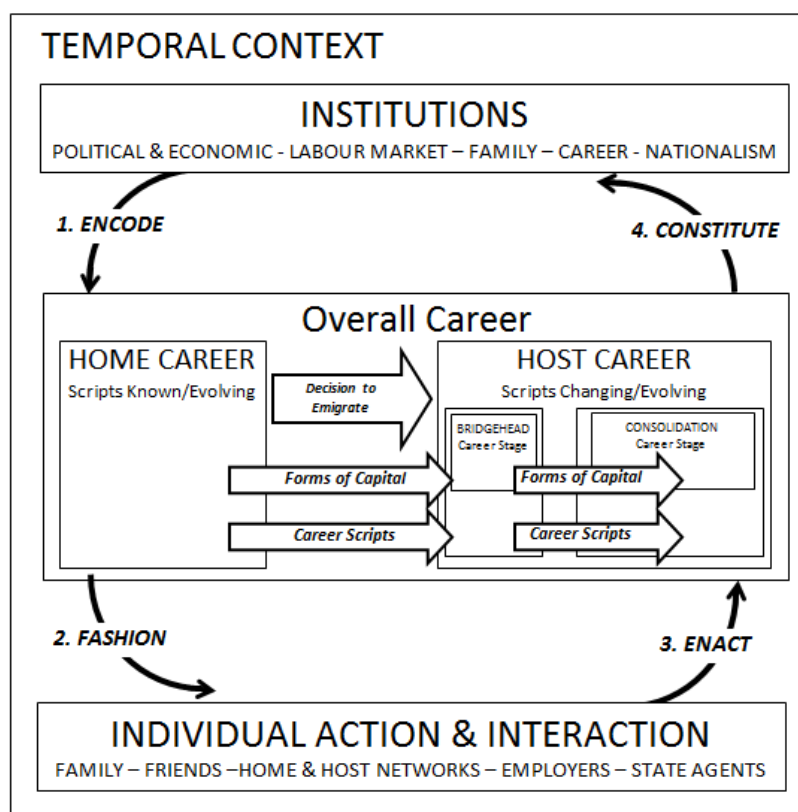 TEMPORAL CONTEXT
INSTITUTIONS
POLITICAL & ECONOMIC - LABOUR MARKET – FAMILY – CAREER - NATIONALISM
1. ENCODE
4. CONSTITUTE
Overall Career
HOME CAREER
Scripts Known/Evolving
Decision to
Emigrate
HOST CAREER
Scripts Changing/Evolving
BRIDGEHEAD
Career Stage
CONSOLIDATION
Career Stage
Forms of Capital
Forms of Capital
Career Scripts
Career Scripts
2. FASHION
3. ENACT
INDIVIDUAL ACTION & INTERACTION
FAMILY – FRIENDS –HOME & HOST NETWORKS – EMPLOYERS – STATE AGENTS